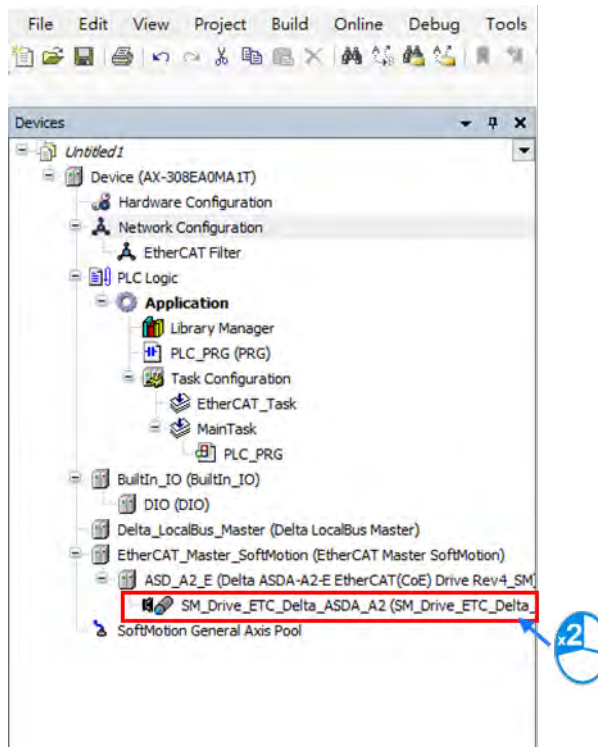 File Edit View Project Build Online Debug Tools
Devices
Untitled1
Device (AX-308EA0MA1T)
Hardware Configuration
Network Configuration
EtherCAT Filter
PLC Logic
Application
Library Manager
PLC_PRG (PRG)
Task Configuration
EtherCAT_Task
MainTask
PLC_PRG
BuiltIn_IO (BuiltIn_IO)
DIO (DIO)
Delta_LocalBus_Master (Delta LocalBus Master)
EtherCAT_Master_SoftMotion (EtherCAT Master SoftMotion)
ASD_A2_E (Delta ASDA-A2-E EtherCAT(CoE) Drive Rev4_SM)
SM_Drive_ETC_Delta_ASDA_A2 (SM_Drive_ETC_Delta_
x2
SoftMotion General Axis Pool